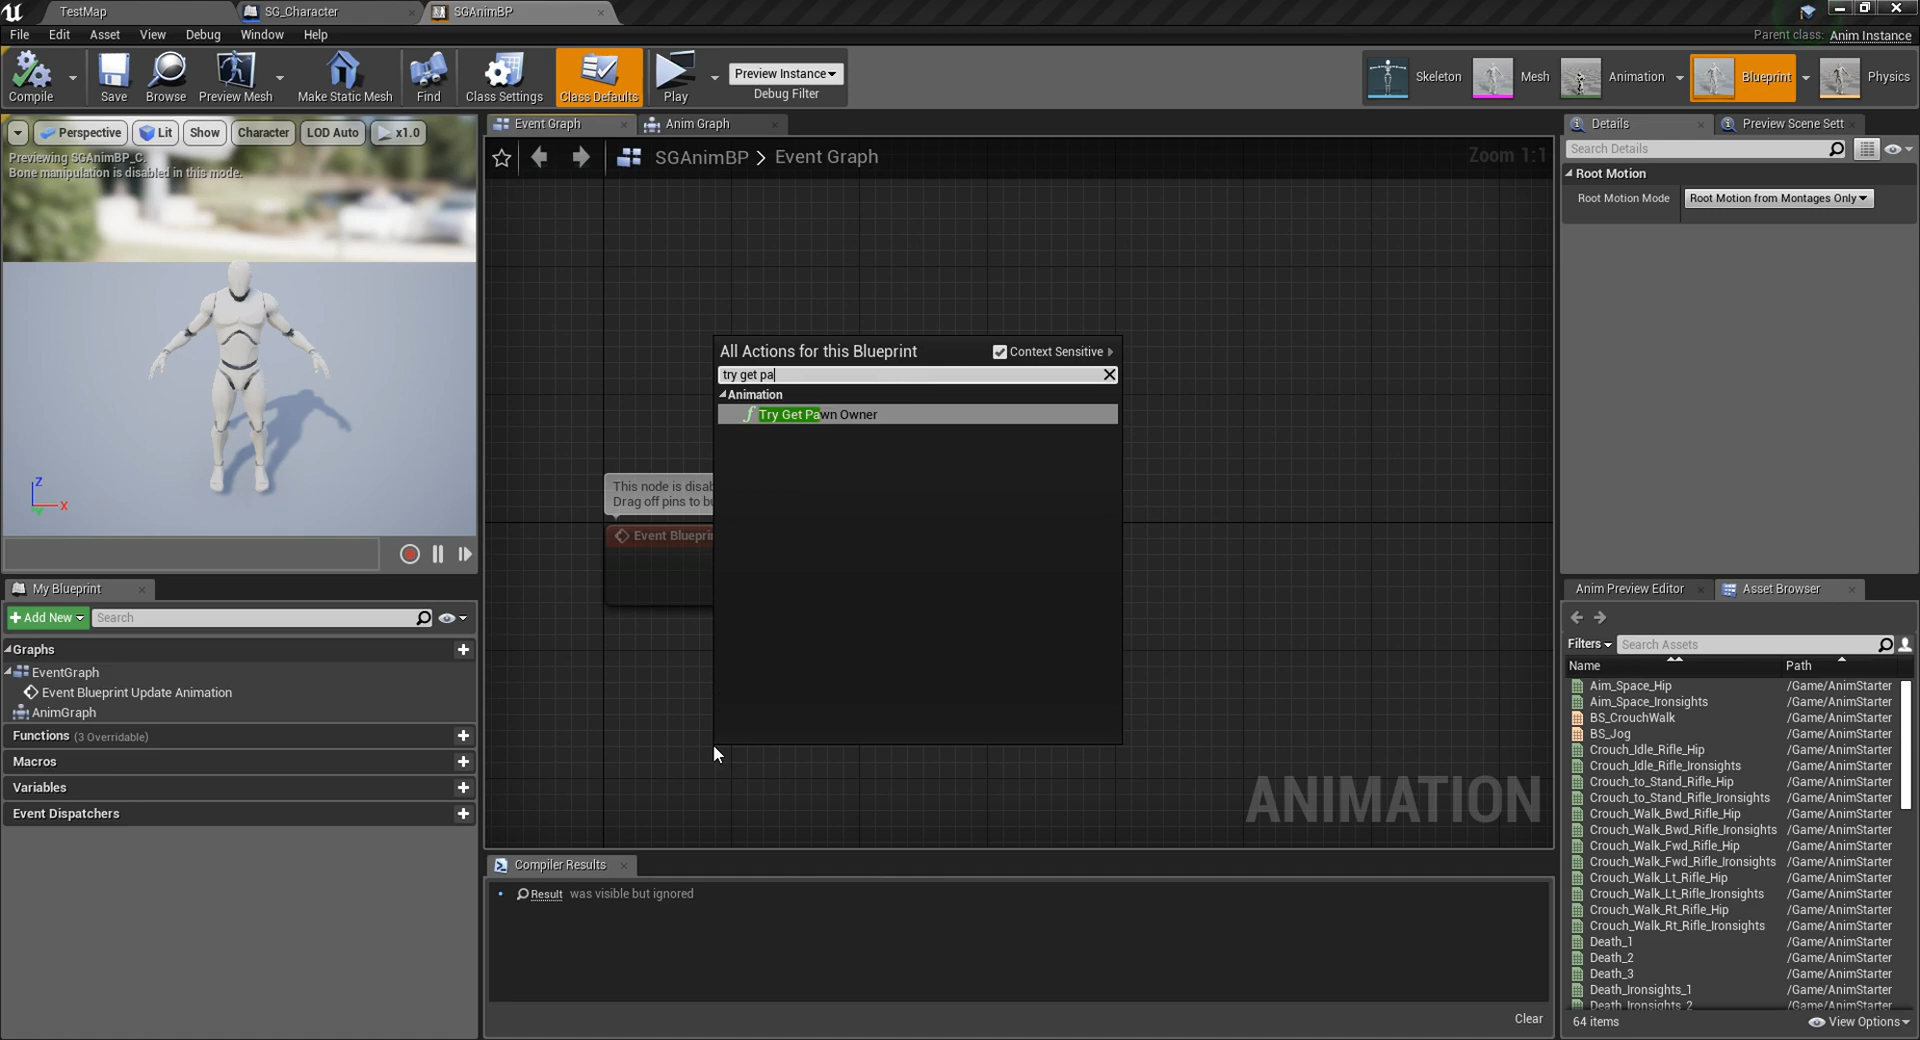 TestMap
SG_Character
SGAnimBP
File Edit Asset View Debug Window Help
Parent class: Anim Instance
Compile
Save
Browse
Preview Mesh
Make Static Mesh
Find
Class Settings
Class Defaults
Play
Preview Instance
Debug Filter
Skeleton
Mesh
Animation
Blueprint
Physics
Perspective Lit Show Character LOD Auto x1.0
Previewing SGAnimBP_C.
Bone manipulation is disabled in this mode.
Z
X
Event Graph
Anim Graph
SGAnimBP > Event Graph
Zoom 1:1
All Actions for this Blueprint
Context Sensitive
try get pa
Animation
f Try Get Pawn Owner
This node is disab
Drag off pins to bu
Event Blueprin
ANIMATION
Compiler Results
Result was visible but ignored
Clear
My Blueprint
Add New
Search
Graphs
EventGraph
Event Blueprint Update Animation
AnimGraph
Functions (3 Overridable)
Macros
Variables
Event Dispatchers
Details
Preview Scene Sett
Search Details
Root Motion
Root Motion Mode
Root Motion from Montages Only
Anim Preview Editor
Asset Browser
Filters
Search Assets
Name Path
Aim_Space_Hip /Game/AnimStarter
Aim_Space_Ironsights /Game/AnimStarter
BS_CrouchWalk /Game/AnimStarter
BS_Jog /Game/AnimStarter
Crouch_Idle_Rifle_Hip /Game/AnimStarter
Crouch_Idle_Rifle_Ironsights /Game/AnimStarter
Crouch_to_Stand_Rifle_Hip /Game/AnimStarter
Crouch_to_Stand_Rifle_Ironsights /Game/AnimStarter
Crouch_Walk_Bwd_Rifle_Hip /Game/AnimStarter
Crouch_Walk_Bwd_Rifle_Ironsights /Game/AnimStarter
Crouch_Walk_Fwd_Rifle_Hip /Game/AnimStarter
Crouch_Walk_Fwd_Rifle_Ironsights /Game/AnimStarter
Crouch_Walk_Lt_Rifle_Hip /Game/AnimStarter
Crouch_Walk_Lt_Rifle_Ironsights /Game/AnimStarter
Crouch_Walk_Rt_Rifle_Hip /Game/AnimStarter
Crouch_Walk_Rt_Rifle_Ironsights /Game/AnimStarter
Death_1 /Game/AnimStarter
Death_2 /Game/AnimStarter
Death_3 /Game/AnimStarter
Death_Ironsights_1 /Game/AnimStarter
Death_Ironsights_2 /Game/AnimStarter
64 items
View Options